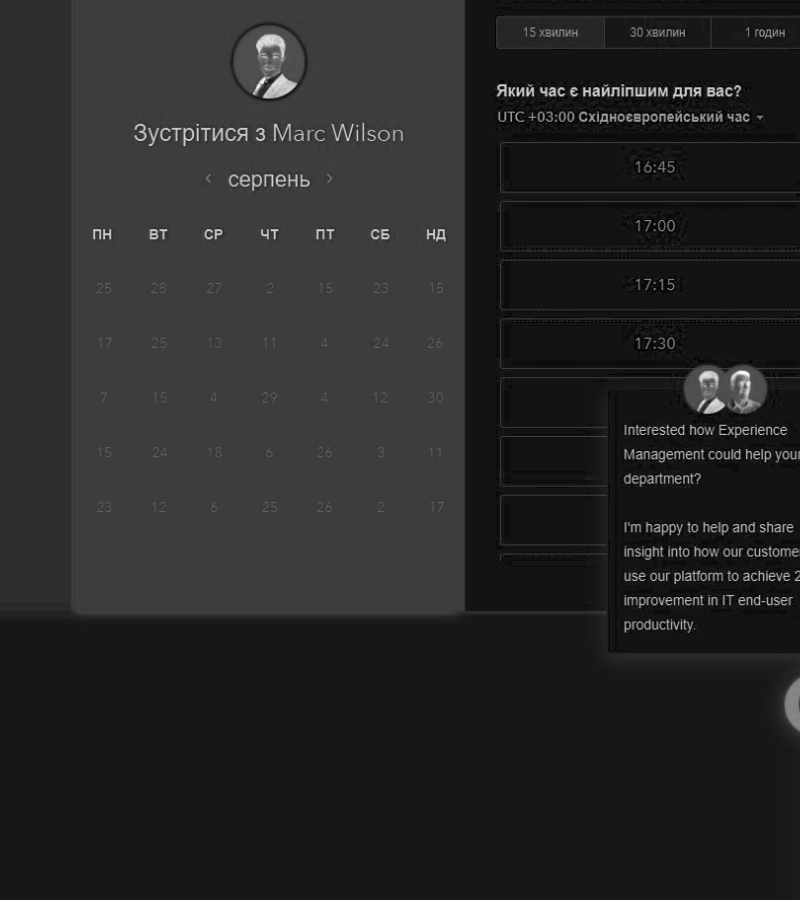 Зустрітися з Marc Wilson
серпень
ПН ВТ СР ЧТ ПТ СБ НД
25 28 27 2 15 23 15
17 25 13 11 4 24 26
7 15 4 29 4 12 30
15 24 18 6 26 3 11
23 12 6 25 26 2 17
15 хвилин 30 хвилин 1 годин
Який час є найліпшим для вас?
UTC +03:00 Східноєвропейський час
16:45
17:00
17:15
17:30
Interested how Experience
Management could help your
department?
I'm happy to help and share
insight into how our custome
use our platform to achieve 2
improvement in IT end-user
productivity.